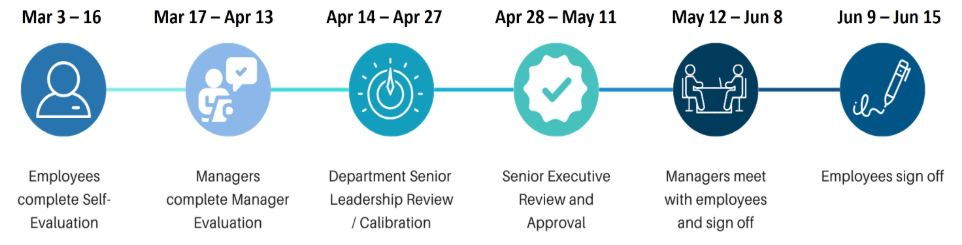 Mar 3 – 16
Mar 17 – Apr 13
Apr 14 – Apr 27
Apr 28 – May 11
May 12 – Jun 8
Jun 9 – Jun 15
Employees
complete Self-
Evaluation
Managers
complete Manager
Evaluation
Department Senior
Leadership Review
/ Calibration
Senior Executive
Review and
Approval
Managers meet
with employees
and sign off
Employees sign off